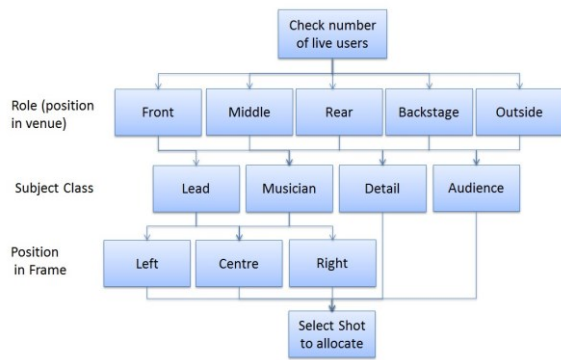 Check number
of live users
Role (position
in venue)
Front
Middle
Rear
Backstage
Outside
Subject Class
Lead
Musician
Detail
Audience
Position
in Frame
Left
Centre
Right
Select Shot
to allocate